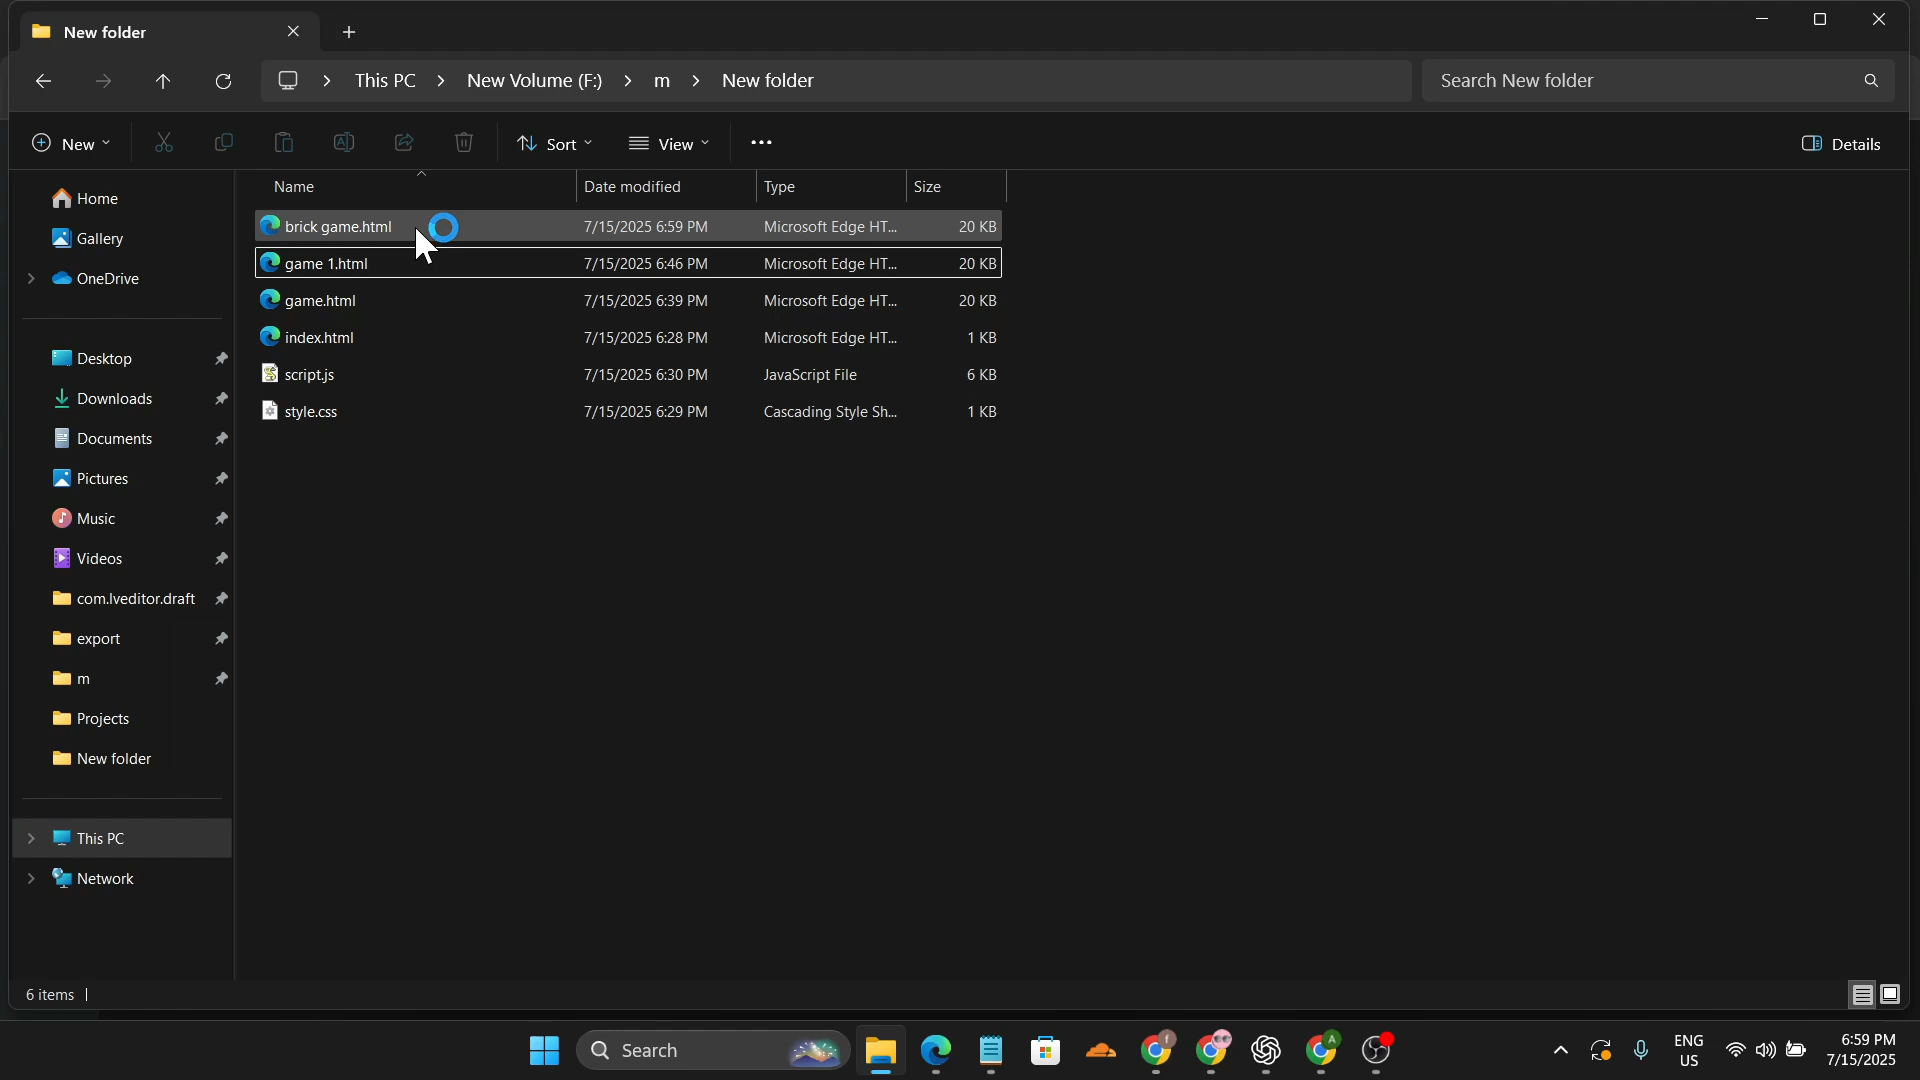 New folder
This PC
New Volume (F:)
m
New folder
Search New folder
New
Sort
View
Details
Name
Date modified
Type
Size
brick game.html 7/15/2025 6:59 PM Microsoft Edge HT... 20 KB
game 1.html 7/15/2025 6:46 PM Microsoft Edge HT... 20 KB
game.html 7/15/2025 6:39 PM Microsoft Edge HT... 20 KB
index.html 7/15/2025 6:28 PM Microsoft Edge HT... 1 KB
script.js 7/15/2025 6:30 PM JavaScript File 6 KB
style.css 7/15/2025 6:29 PM Cascading Style Sh... 1 KB
Home
Gallery
OneDrive
Desktop
Downloads
Documents
Pictures
Music
Videos
com.lveditor.draft
export
m
Projects
New folder
This PC
Network
6 items
Search
f
A
ENG
US
6:59 PM
7/15/2025